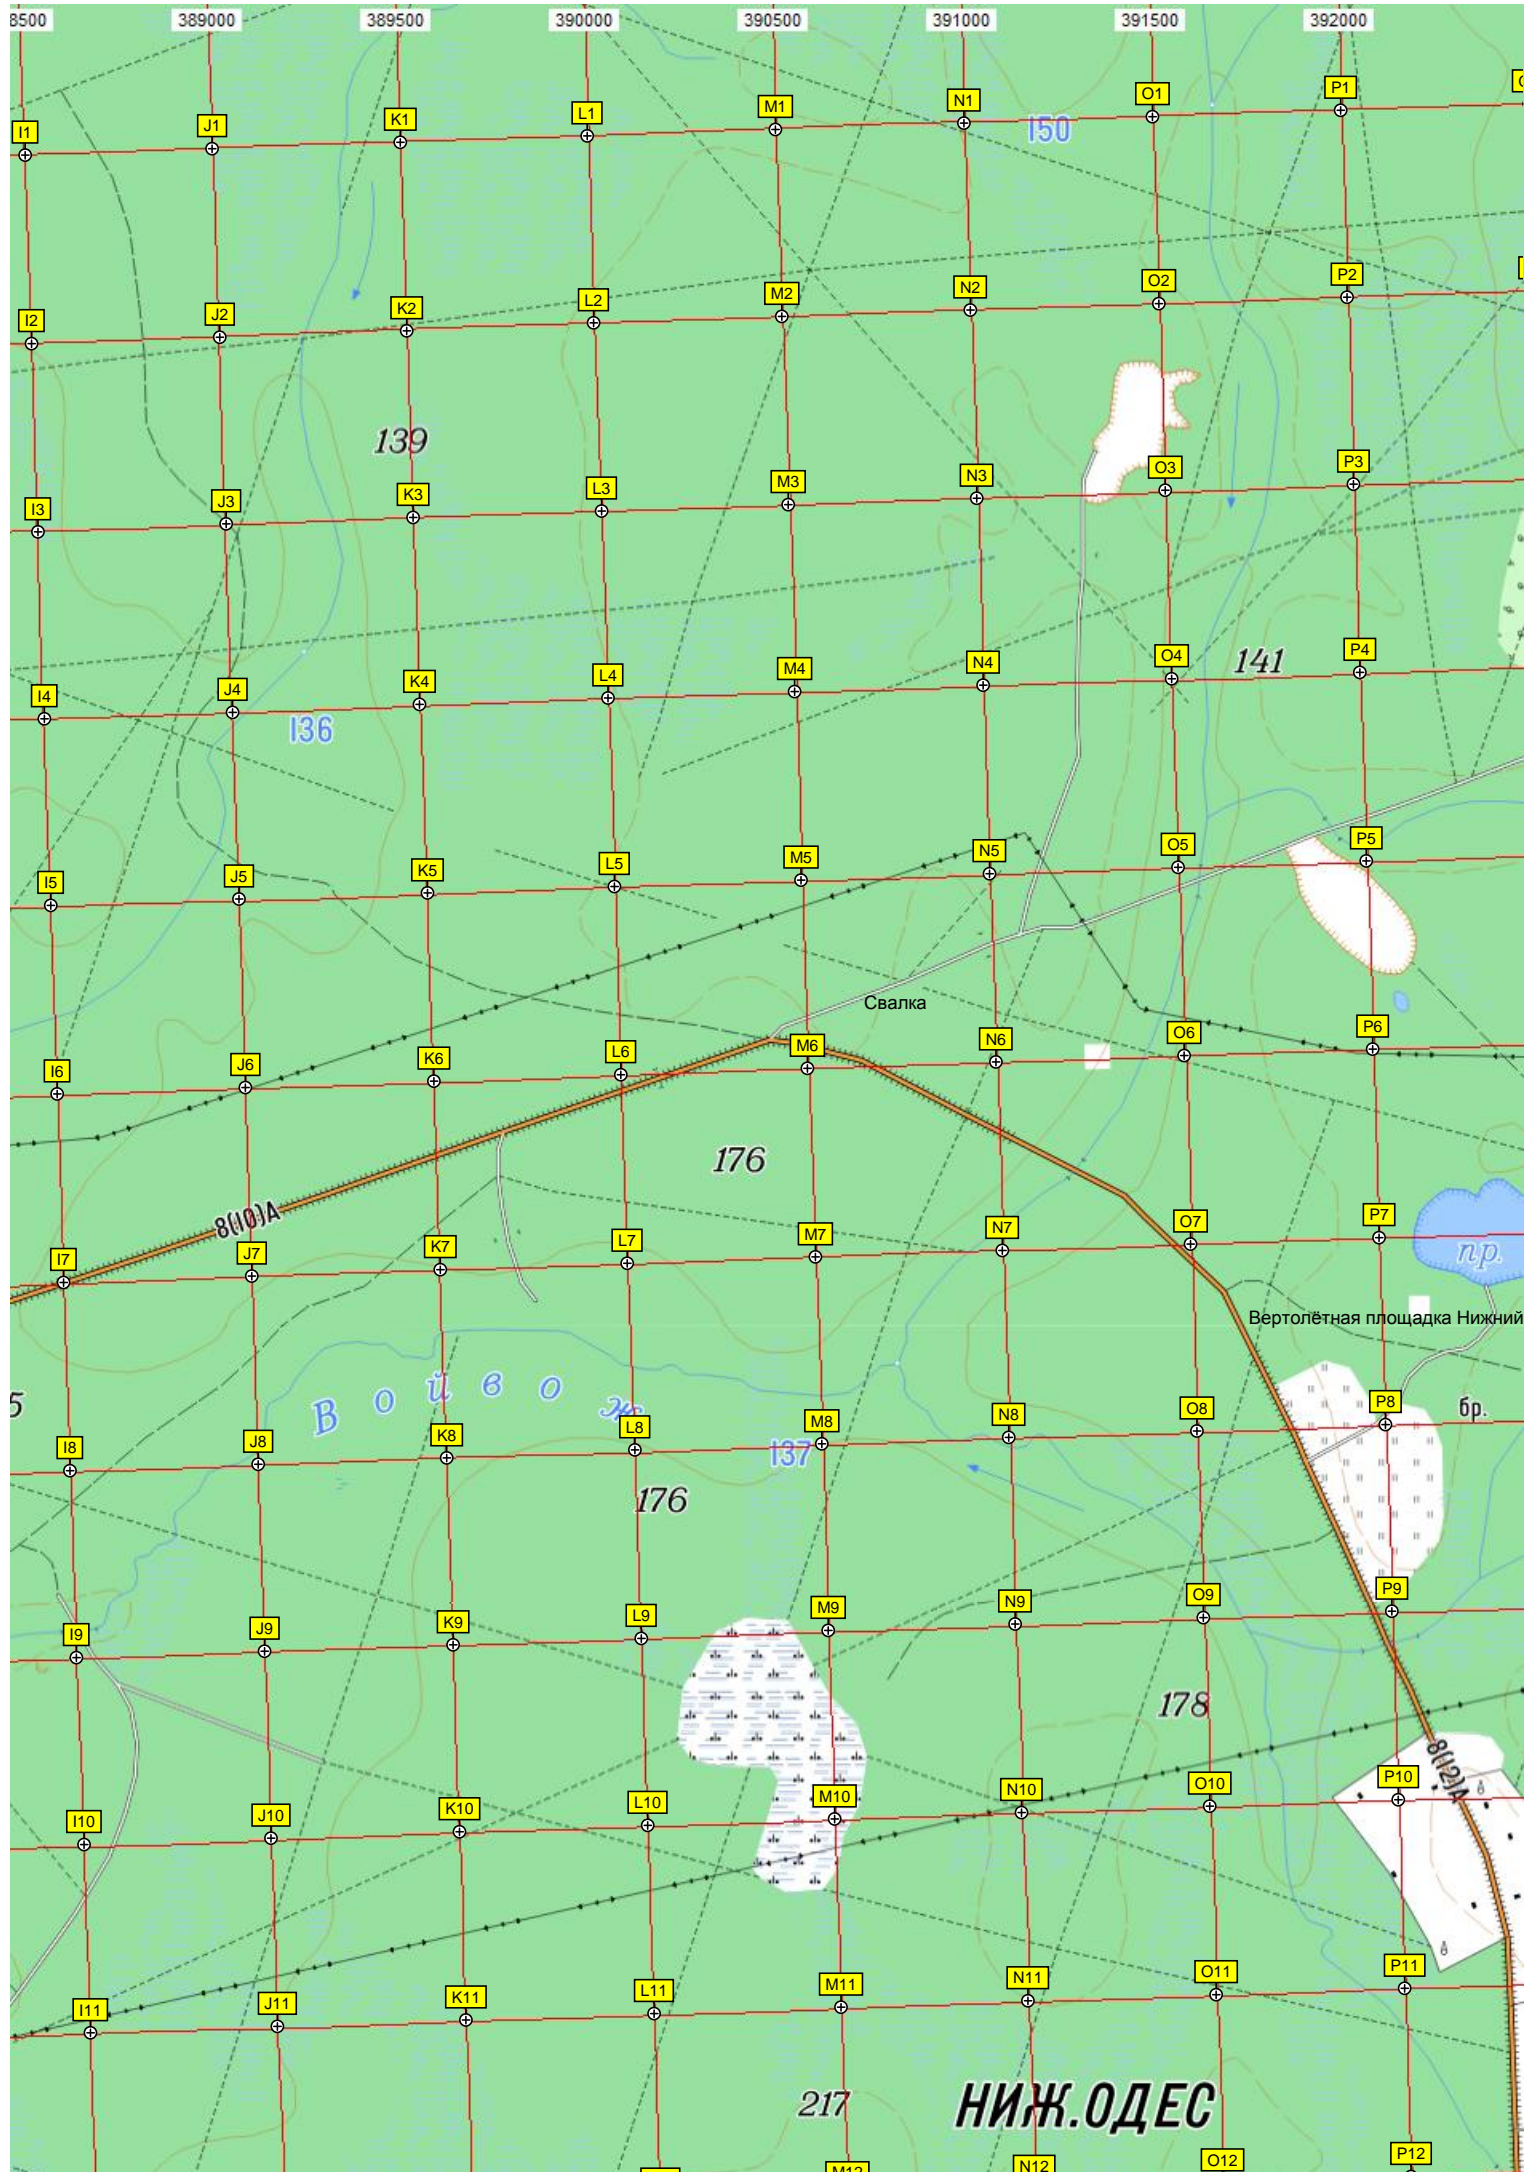 8500 389000 389500 390000 390500 391000 391500 392000
I1 J1 K1 L1 M1 N1 O1 P1
150
I2 J2 K2 L2 M2 N2 O2 P2
139
I3 J3 K3 L3 M3 N3 O3 P3
141
I4 J4 K4 L4 M4 N4 O4 P4
136
I5 J5 K5 L5 M5 N5 O5 P5
Свалка
I6 J6 K6 L6 M6 N6 O6 P6
176
8(10)А
I7 J7 K7 L7 M7 N7 O7 P7
пр.
Вертолётная площадка Нижний
Войвож
5
бр.
I8 J8 K8 L8 M8 N8 O8 P8
137
176
I9 J9 K9 L9 M9 N9 O9 P9
178
8(12)А
I10 J10 K10 L10 M10 N10 O10 P10
I11 J11 K11 L11 M11 N11 O11 P11
217
НИЖ.ОДЕС
M12 N12 O12 P12